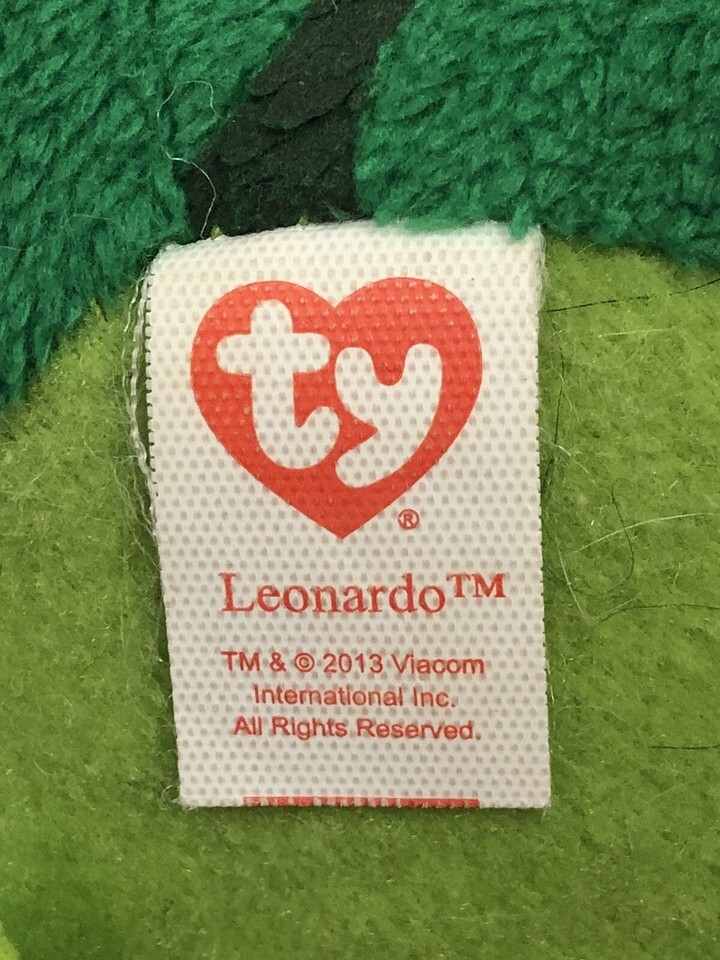 ty
®
Leonardo™
TM & © 2013 Viacom
International Inc.
All Rights Reserved.